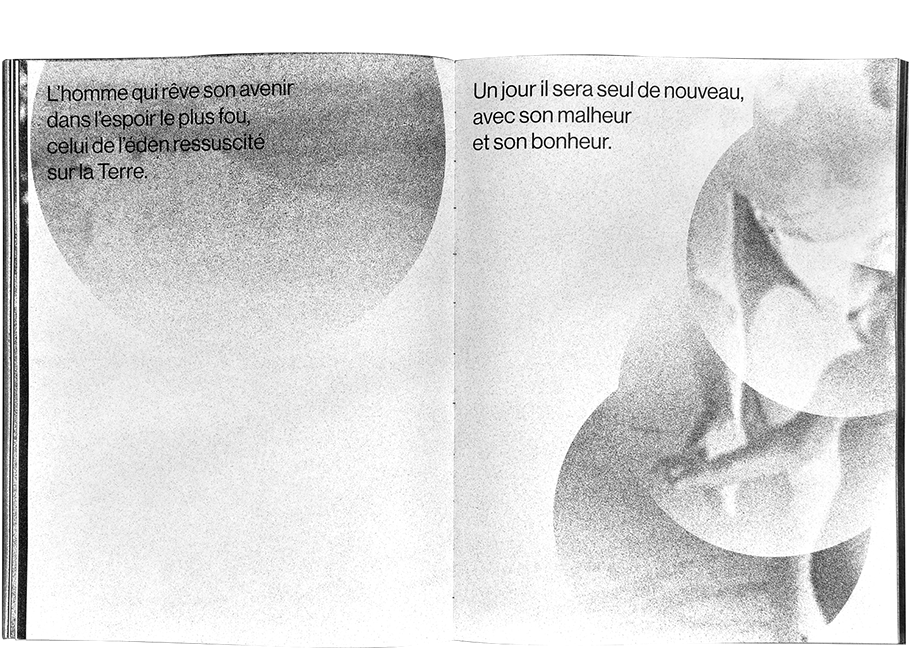 L'homme qui rêve son avenir
dans l'espoir le plus fou,
celui de l'éden ressuscité
sur la Terre.
Un jour il sera seul de nouveau,
avec son malheur
et son bonheur.